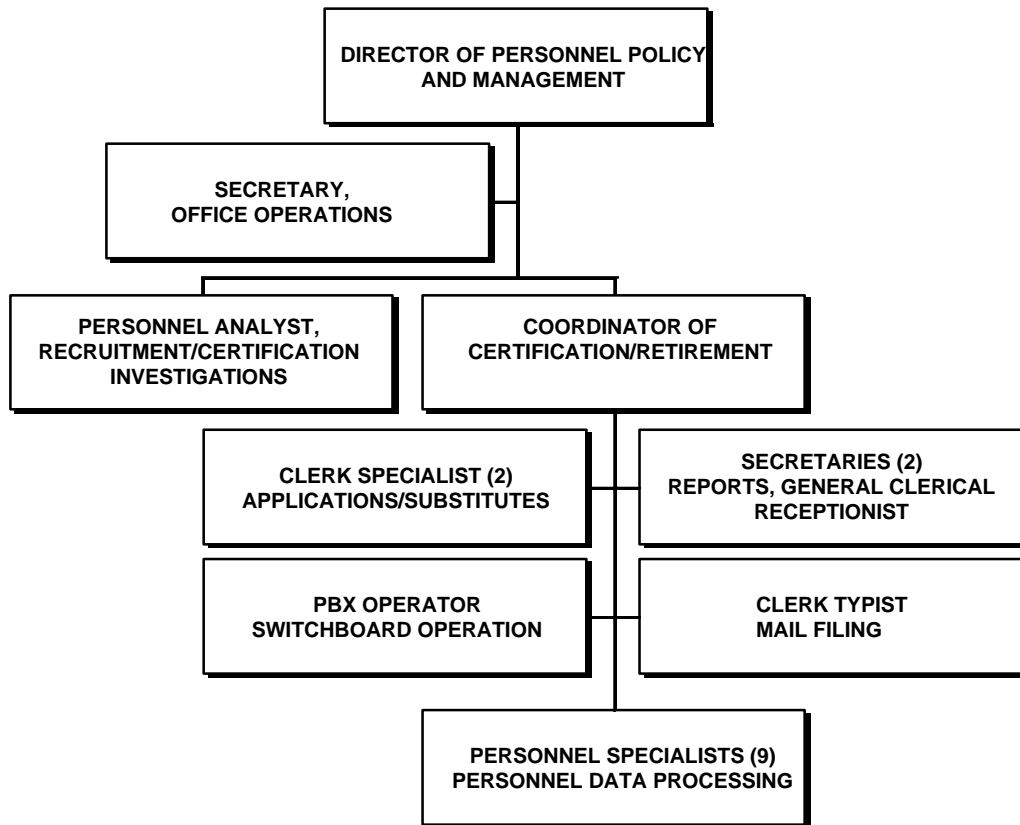 DIRECTOR OF PERSONNEL POLICY
AND MANAGEMENT
SECRETARY,
OFFICE OPERATIONS
PERSONNEL ANALYST,
RECRUITMENT/CERTIFICATION
INVESTIGATIONS
COORDINATOR OF
CERTIFICATION/RETIREMENT
CLERK SPECIALIST (2)
APPLICATIONS/SUBSTITUTES
SECRETARIES (2)
REPORTS, GENERAL CLERICAL
RECEPTIONIST
PBX OPERATOR
SWITCHBOARD OPERATION
CLERK TYPIST
MAIL FILING
PERSONNEL SPECIALISTS (9)
PERSONNEL DATA PROCESSING